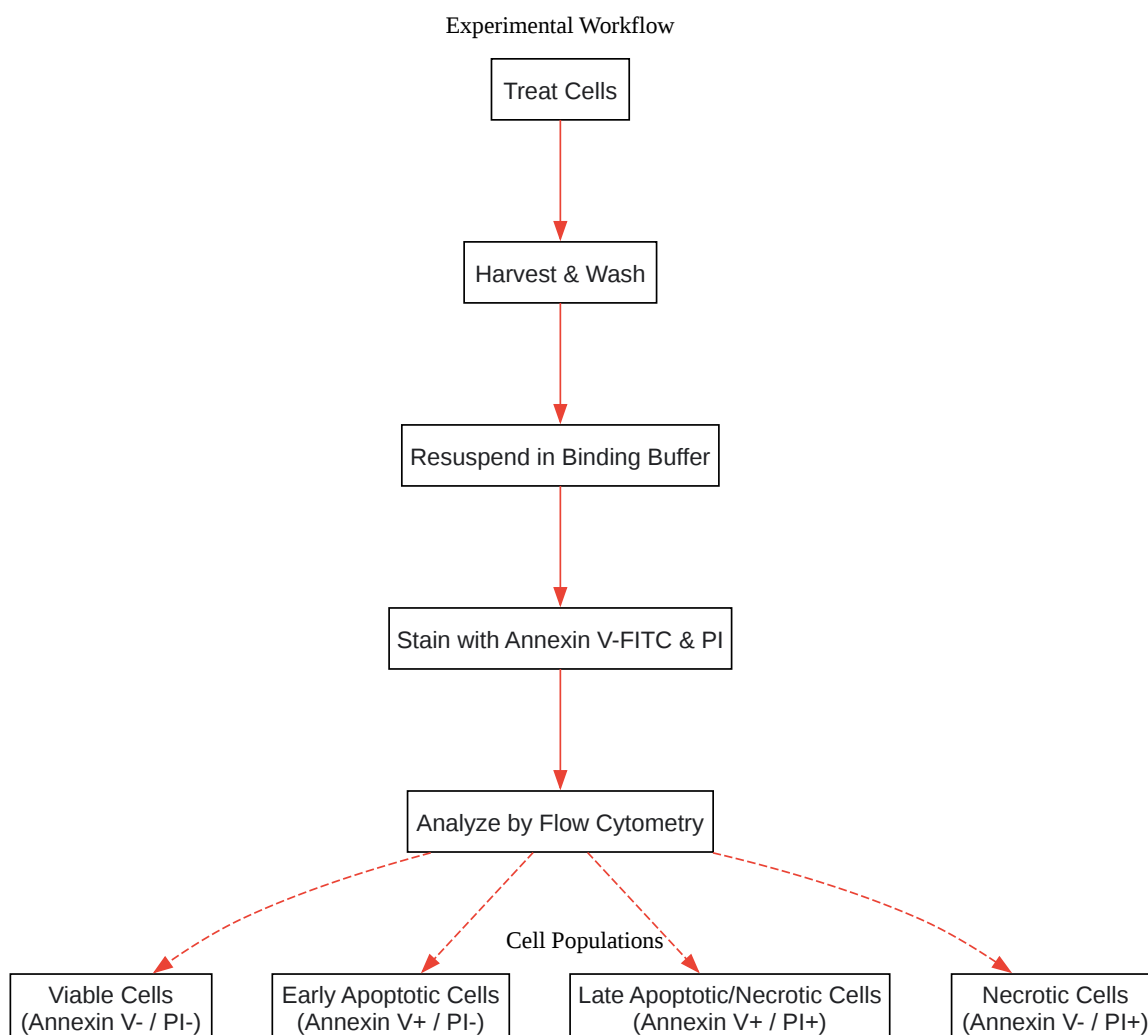 Experimental Workflow
Treat Cells
Harvest & Wash
Resuspend in Binding Buffer
Stain with Annexin V-FITC & PI
Analyze by Flow Cytometry
Cell Populations
Viable Cells
(Annexin V- / PI-)
Early Apoptotic Cells
(Annexin V+ / PI-)
Late Apoptotic/Necrotic Cells
(Annexin V+ / PI+)
Necrotic Cells
(Annexin V- / PI+)